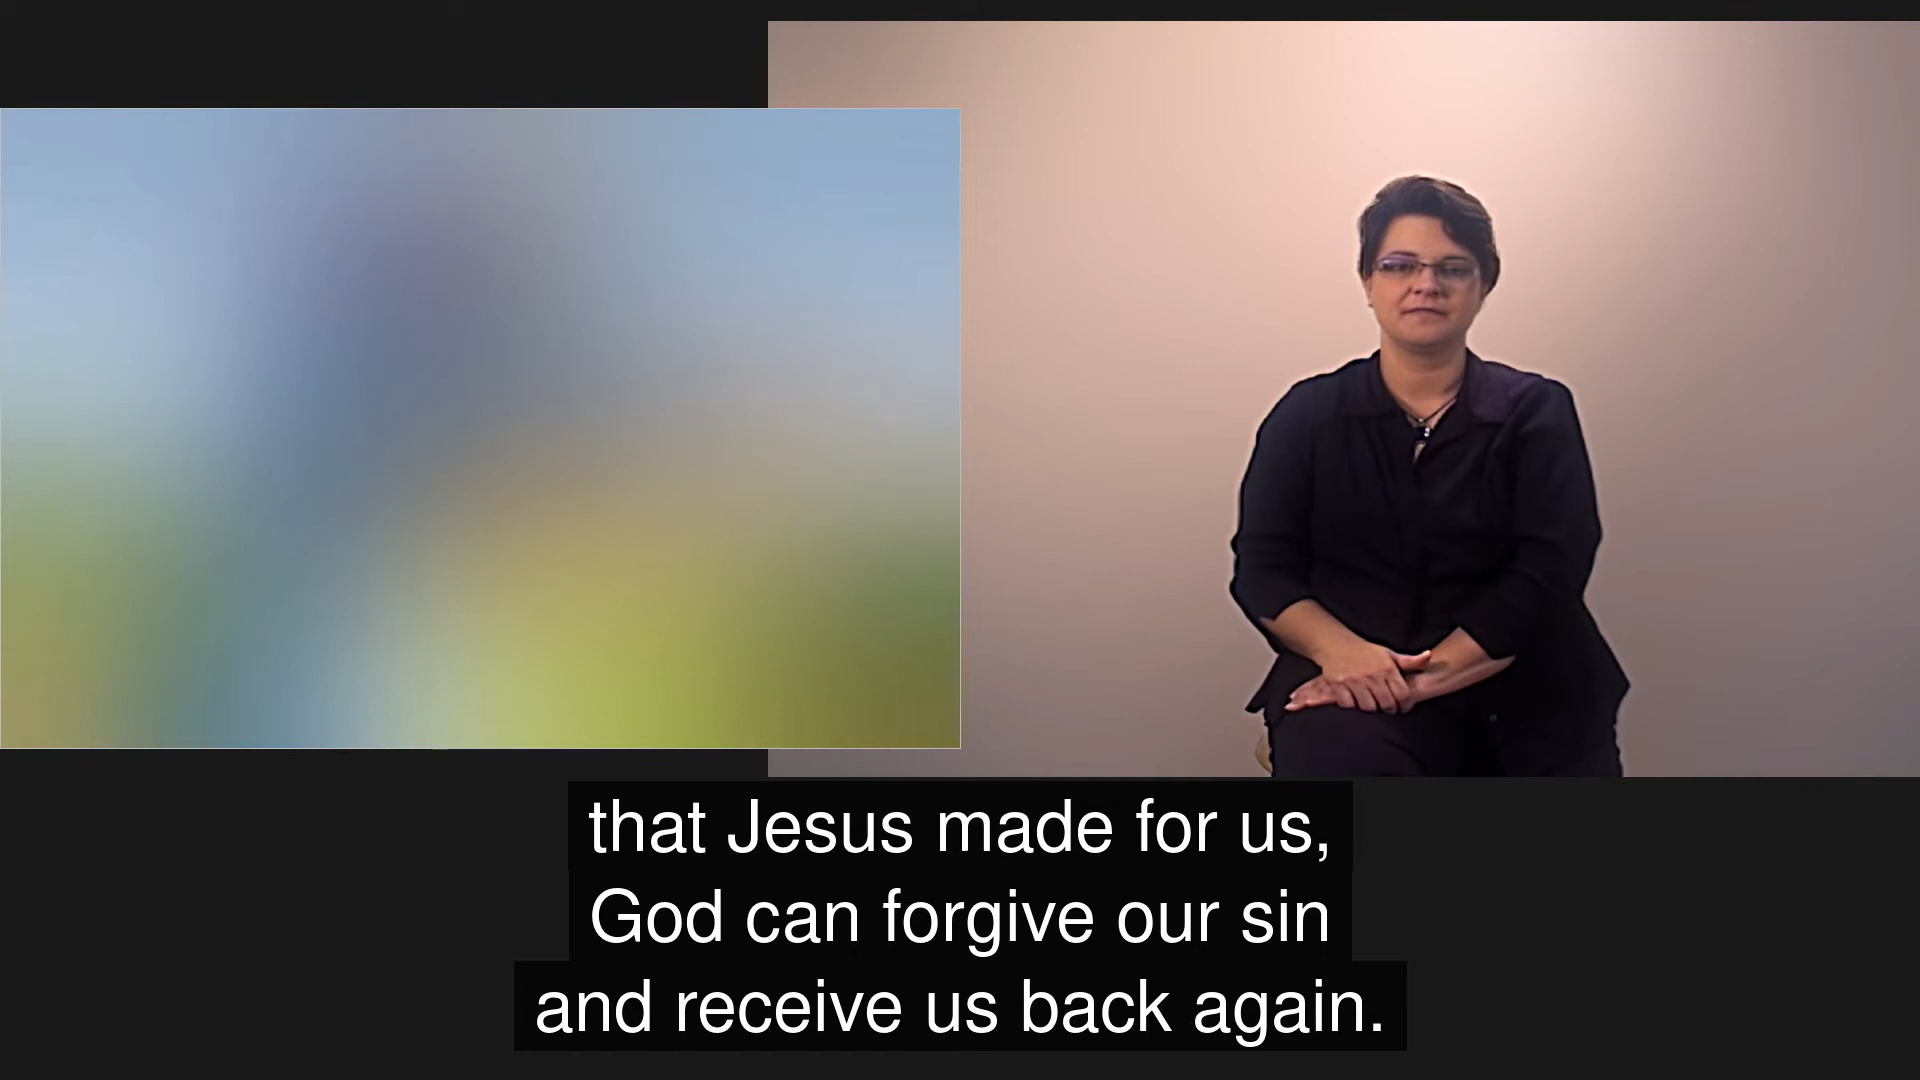 that Jesus made for us,
God can forgive our sin
and receive us back again.